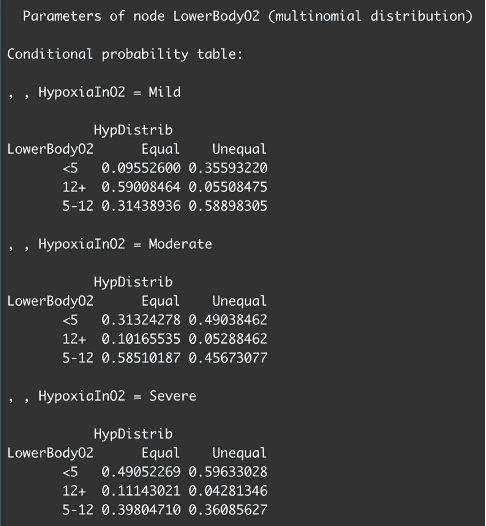 Parameters of node LowerBodyO2 (multinomial distribution)
Conditional probability table:
, , HypoxiaInO2 = Mild
HypDistrib
LowerBodyO2 Equal Unequal
<5 0.09552600 0.35593220
12+ 0.59008464 0.05508475
5-12 0.31438936 0.58898305
, , HypoxiaInO2 = Moderate
HypDistrib
LowerBodyO2 Equal Unequal
<5 0.31324278 0.49038462
12+ 0.10165535 0.05288462
5-12 0.58510187 0.45673077
, , HypoxiaInO2 = Severe
HypDistrib
LowerBodyO2 Equal Unequal
<5 0.49052269 0.59633028
12+ 0.11143021 0.04281346
5-12 0.39804710 0.36085627